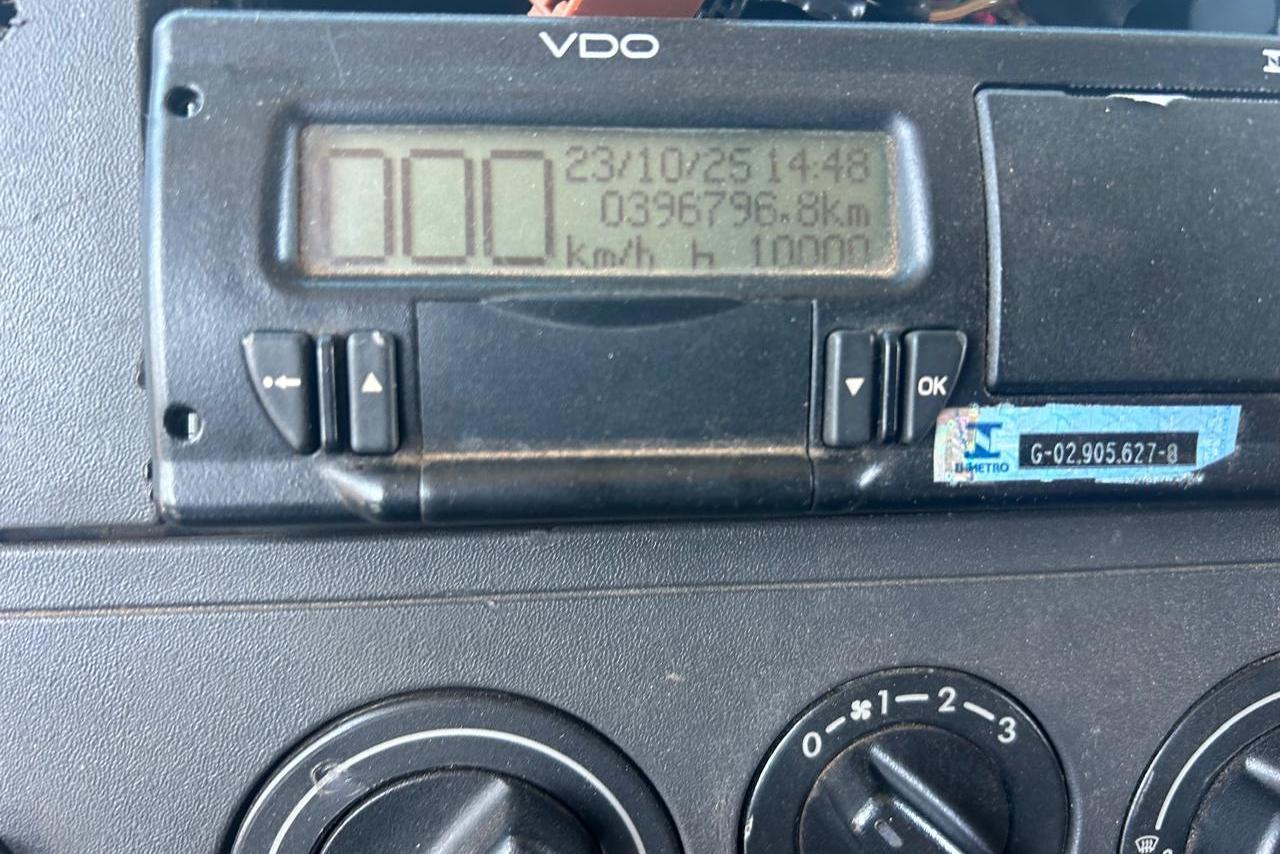 VDO
000
23/10/25 14:48
0396796.8km
km/h h 10000
OK
INMETRO
G-02.905.627-8
0 1 2 3